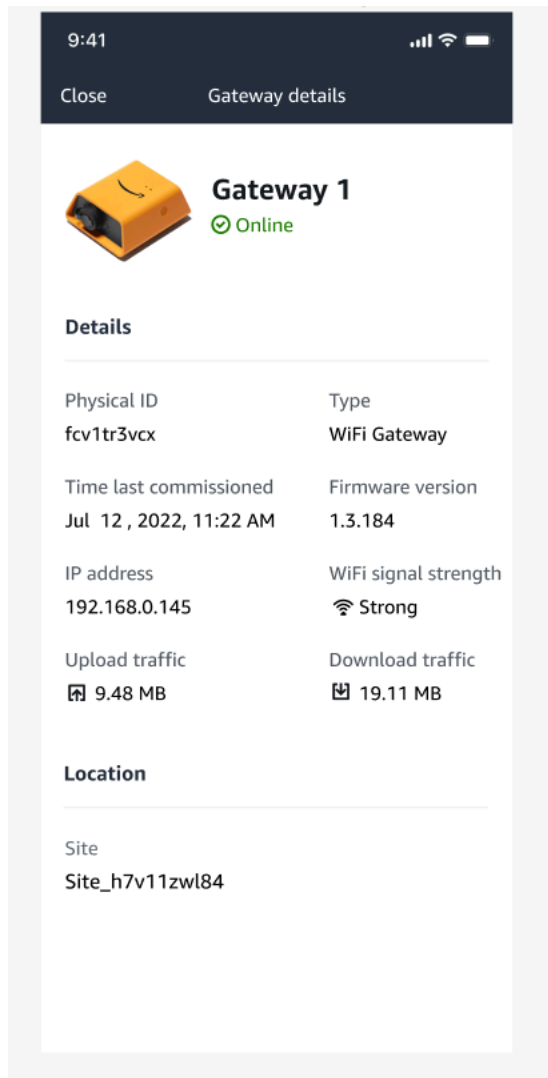 9:41
Close Gateway details
Gateway 1
Online
Details
Physical ID Type
fcv1tr3vcx WiFi Gateway
Time last commissioned Firmware version
Jul 12 , 2022, 11:22 AM 1.3.184
IP address WiFi signal strength
192.168.0.145 Strong
Upload traffic Download traffic
9.48 MB 19.11 MB
Location
Site
Site_h7v11zwl84